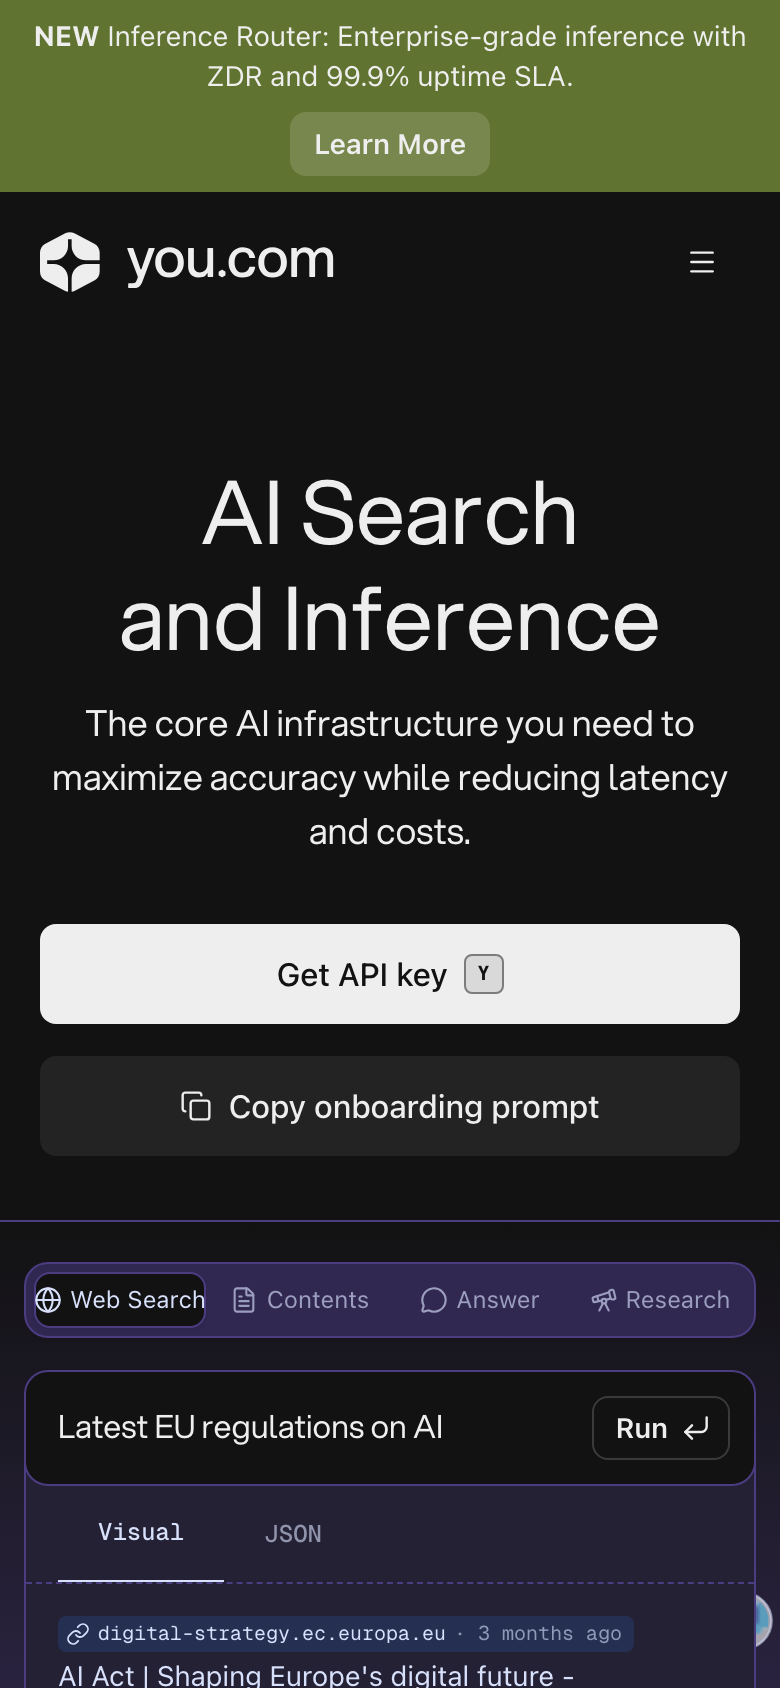 NEW Inference Router: Enterprise-grade inference with
ZDR and 99.9% uptime SLA.
Learn More
you.com
AI Search
and Inference
The core AI infrastructure you need to
maximize accuracy while reducing latency
and costs.
Get API key Y
Copy onboarding prompt
Web Search Contents Answer Research
Latest EU regulations on AI Run
Visual JSON
digital-strategy.ec.europa.eu · 3 months ago
AI Act | Shaping Europe's digital future -